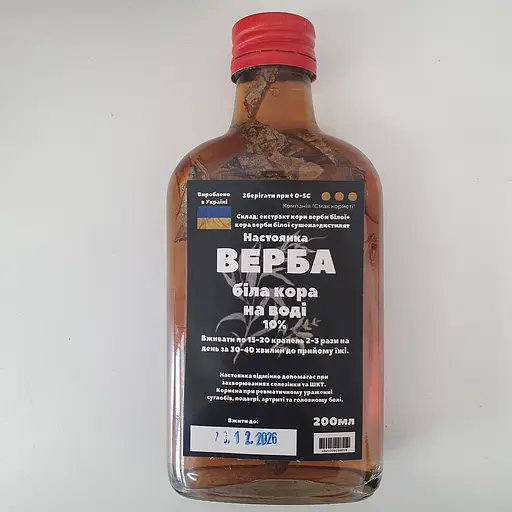 Вироблено
в Україні
Зберігати при t 0-5С
Компанія "Смак користі"
Склад: екстракт кори верби білої+
кора верби білої сушена+дистилят
Настоянка
ВЕРБА
біла кора
на воді
10%
Вживати по 15-20 крапель 2-3 рази на
день за 30-40 хвилин до прийому їжі.
Настоянка відмінно допомагає при
захворюваннях селезінки та ШКТ.
Корисна при ревматичному ураженні
суглобів, подагрі, артриті та головному болі.
Вжити до:
12.2026
200мл